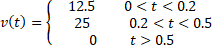 v(t) = { 12.5 0 < t < 0.2
25 0.2 < t < 0.5
0 t > 0.5